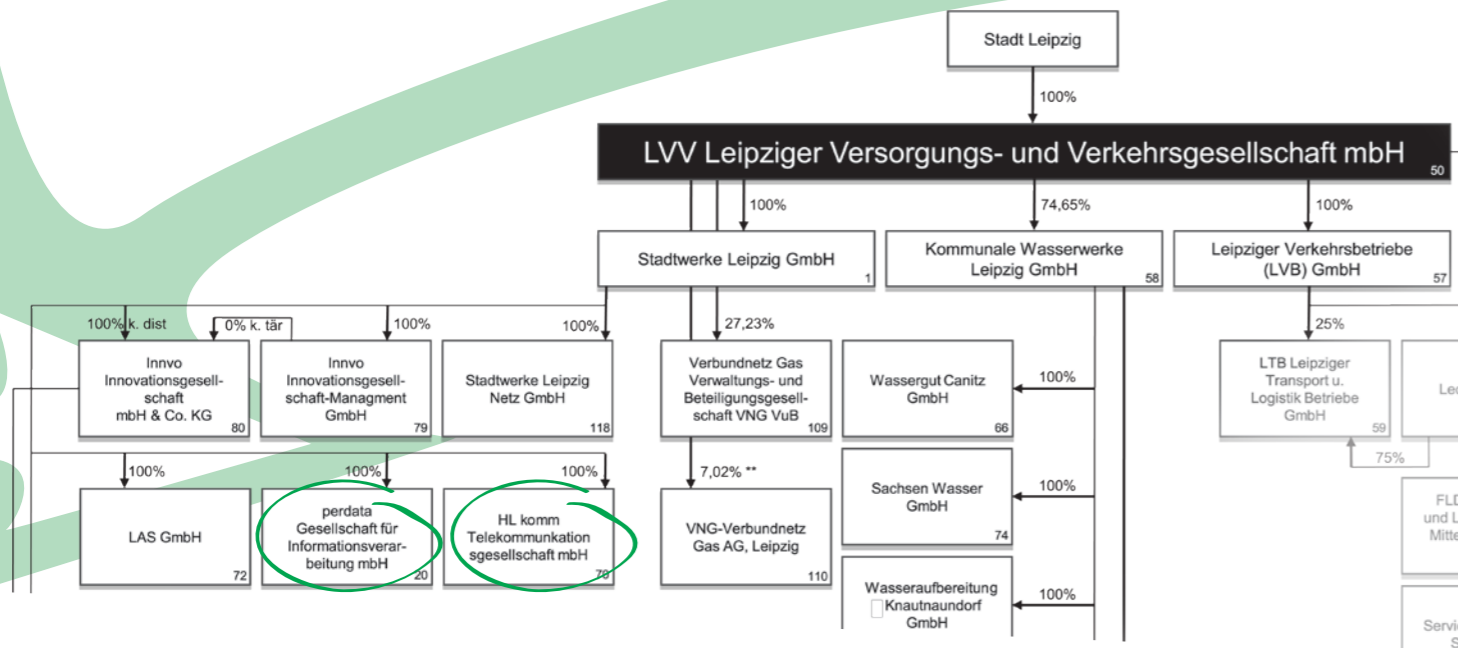 Stadt Leipzig
100%
LVV Leipziger Versorgungs- und Verkehrsgesellschaft mbH
50
100%
74,65%
100%
Stadtwerke Leipzig GmbH
1
Kommunale Wasserwerke
Leipzig GmbH
58
Leipziger Verkehrsbetriebe
(LVB) GmbH
57
100% k. dist
0% k. tär
100%
100%
27,23%
25%
Innvo
Innovationsgesell-
schaft
mbH & Co. KG
80
Innvo
Innovationsgesell-
schaft-Managment
GmbH
79
Stadtwerke Leipzig
Netz GmbH
118
Verbundnetz Gas
Verwaltungs- und
Beteiligungsgesell-
schaft VNG VuB
109
Wassergut Canitz
GmbH
66
100%
LTB Leipziger
Transport u.
Logistik Betriebe
GmbH
59
75%
100%
100%
100%
7,02% **
LAS GmbH
72
perdata
Gesellschaft für
Informationsverar-
beitung mbH
20
HL komm
Telekommunkation
sgesellschaft mbH
VNG-Verbundnetz
Gas AG, Leipzig
110
Sachsen Wasser
GmbH
74
100%
und
Wasseraufbereitung
Knautnaundorf
GmbH
100%